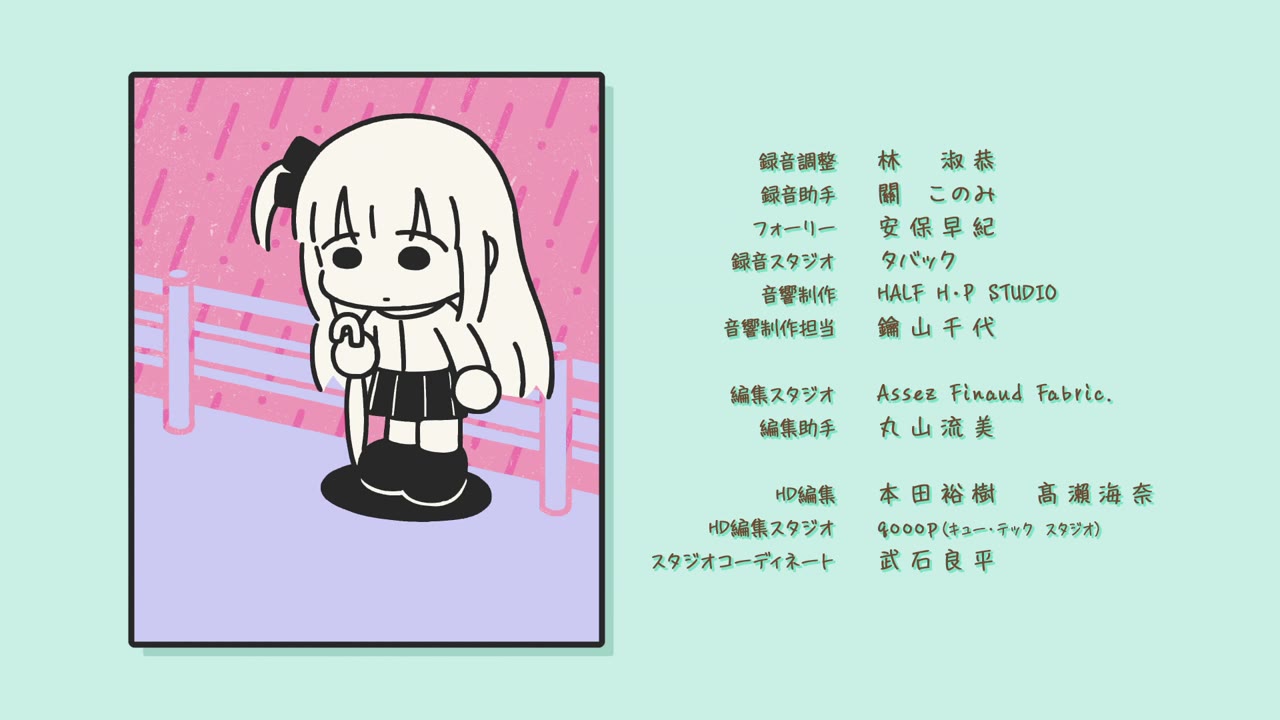 録音調整 林 淑恭
録音助手 關 このみ
フォーリー 安保早紀
録音スタジオ タバック
音響制作 HALF H・P STUDIO
音響制作担当 鑰山千代
編集スタジオ Assez Finaud Fabric.
編集助手 丸山流美
HD編集 本田裕樹 髙瀬海奈
HD編集スタジオ qooop(キュー・テック スタジオ)
スタジオコーディネート 武石良平